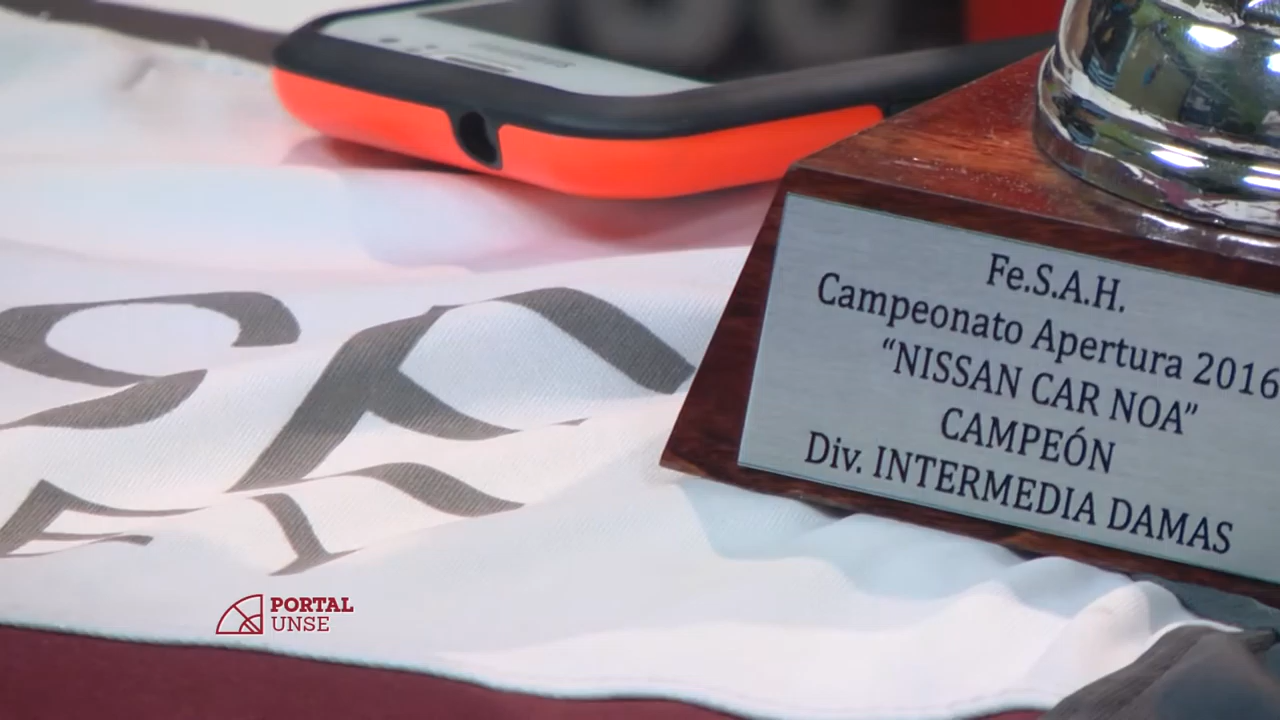 Fe.S.A.H.
Campeonato Apertura 2016
“NISSAN CAR NOA”
CAMPEÓN
Div. INTERMEDIA DAMAS
PORTAL
UNSE